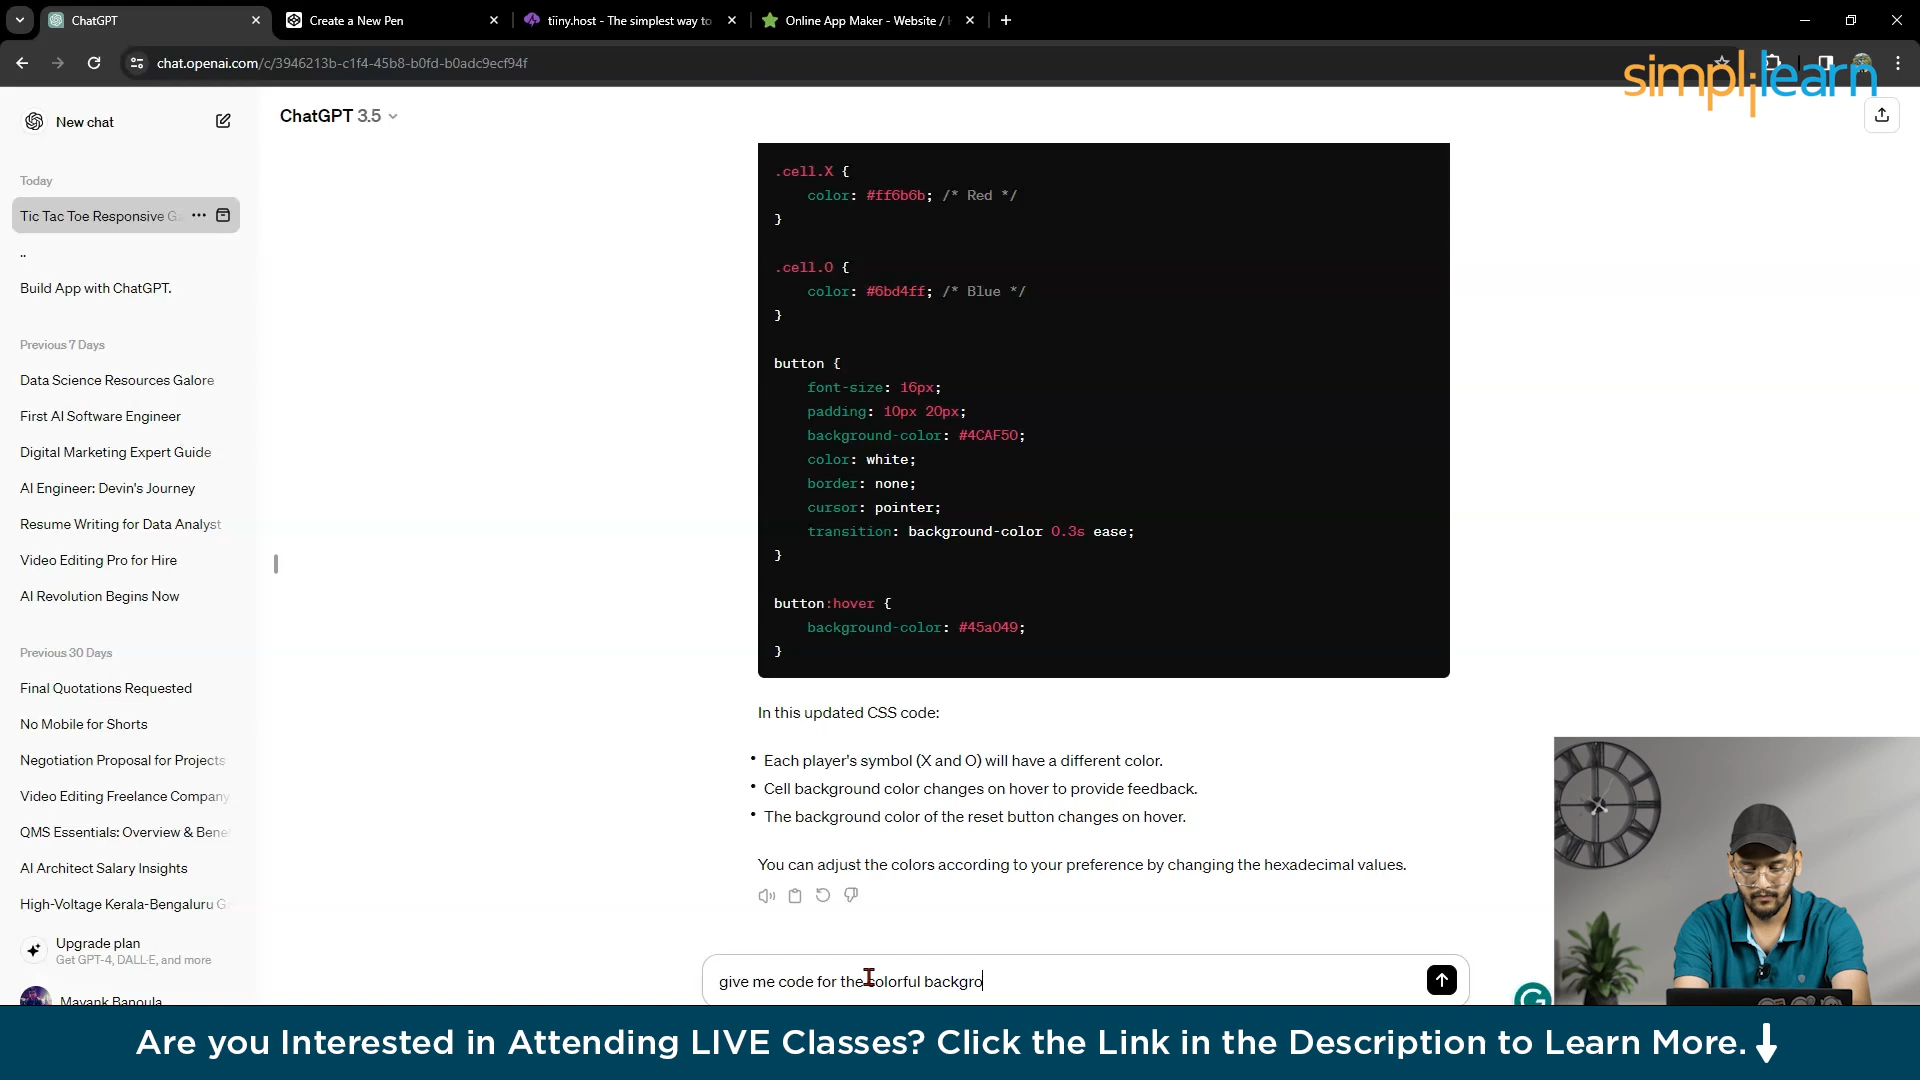 ChatGPT
Create a New Pen
tiiny.host - The simplest way to
Online App Maker - Website /
chat.openai.com/c/3946213b-c1f4-45b8-b0fd-b0adc9ecf94f
simplilearn
New chat
ChatGPT 3.5
Today
Tic Tac Toe Responsive G
..
Build App with ChatGPT.
Previous 7 Days
Data Science Resources Galore
First AI Software Engineer
Digital Marketing Expert Guide
AI Engineer: Devin's Journey
Resume Writing for Data Analyst
Video Editing Pro for Hire
AI Revolution Begins Now
Previous 30 Days
Final Quotations Requested
No Mobile for Shorts
Negotiation Proposal for Projects
Video Editing Freelance Company
QMS Essentials: Overview & Bene
AI Architect Salary Insights
High-Voltage Kerala-Bengaluru G
Upgrade plan
Get GPT-4, DALL·E, and more
Mayank Banoula
.cell.X {
color: #ff6b6b; /* Red */
}
.cell.O {
color: #6bd4ff; /* Blue */
}
button {
font-size: 16px;
padding: 10px 20px;
background-color: #4CAF50;
color: white;
border: none;
cursor: pointer;
transition: background-color 0.3s ease;
}
button:hover {
background-color: #45a049;
}
In this updated CSS code:
• Each player's symbol (X and O) will have a different color.
• Cell background color changes on hover to provide feedback.
• The background color of the reset button changes on hover.
You can adjust the colors according to your preference by changing the hexadecimal values.
give me code for the colorful backgro
Are you Interested in Attending LIVE Classes? Click the Link in the Description to Learn More.